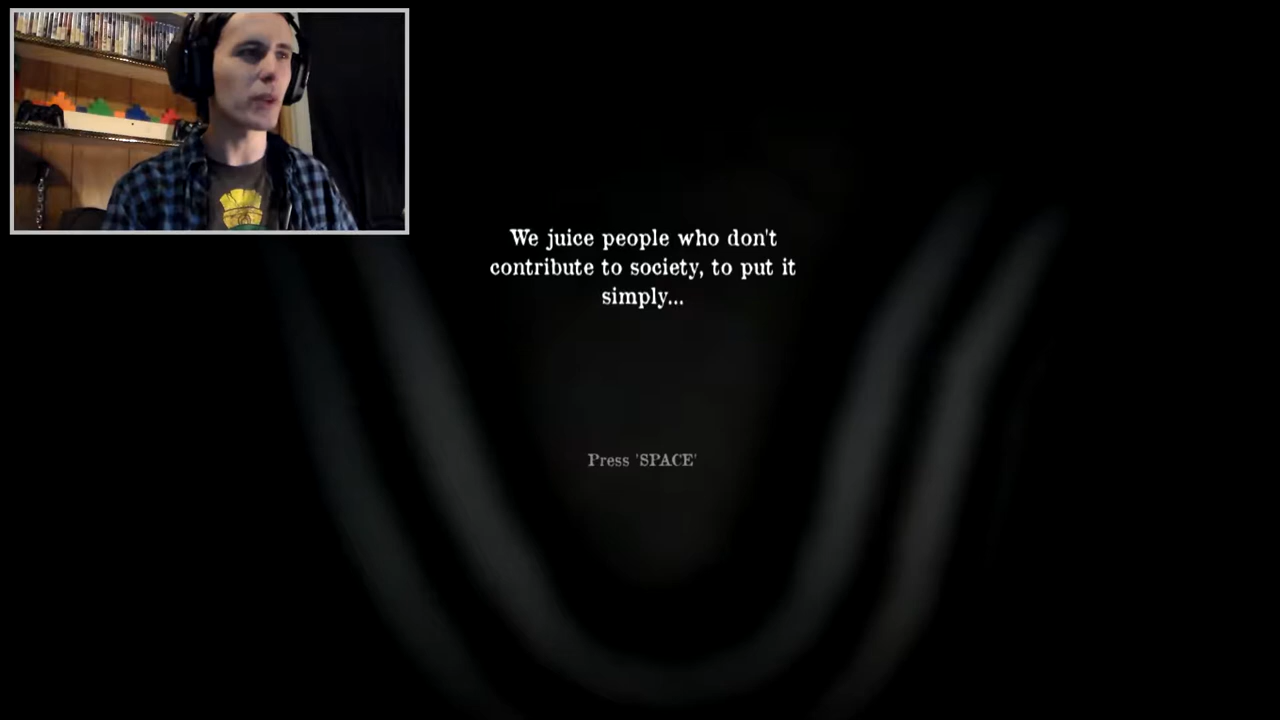 We juice people who don't
contribute to society, to put it
simply...
Press 'SPACE'